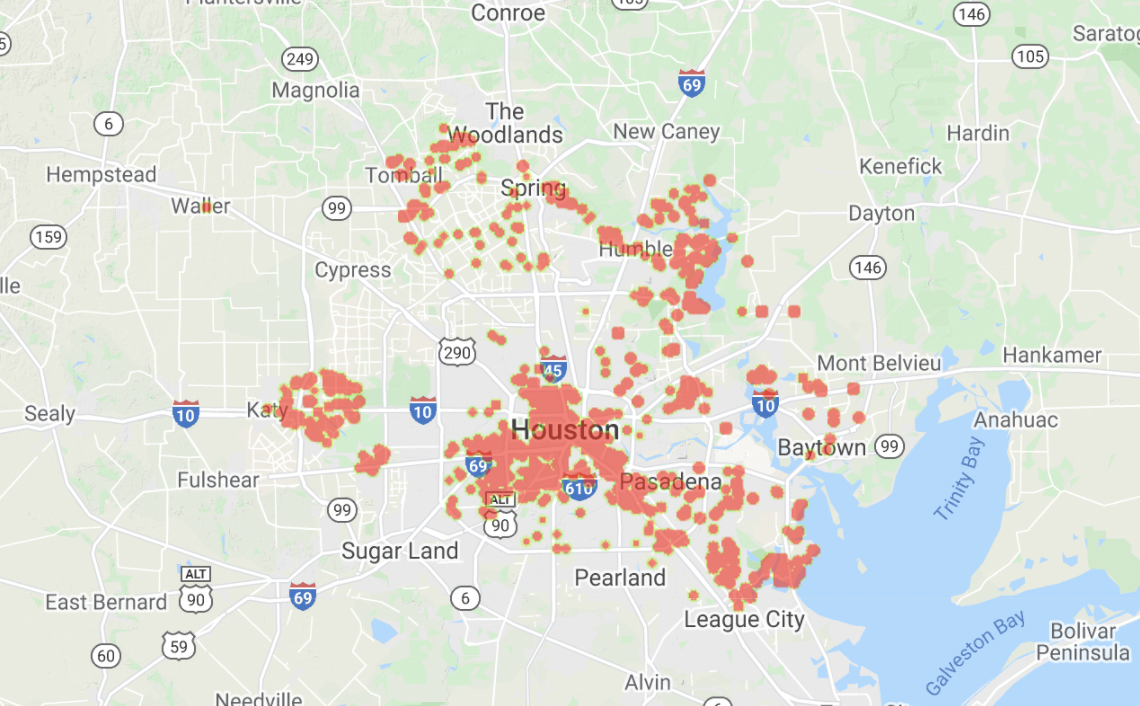 Conroe
146
Saratog
105
249
69
Magnolia
The
Woodlands
New Caney
6
Hardin
Kenefick
Hempstead
Tomball
Spring
Waller
99
Dayton
159
Humble
Cypress
146
lle
290
45
Mont Belvieu
Hankamer
10
Katy
10
10
Sealy
Houston
Anahuac
Baytown
99
69
Fulshear
610
Pasadena
ALT
90
99
Trinity Bay
Sugar Land
Pearland
ALT
90
East Bernard
69
6
League City
59
60
Galveston Bay
Bolivar
Peninsula
Alvin
Needville